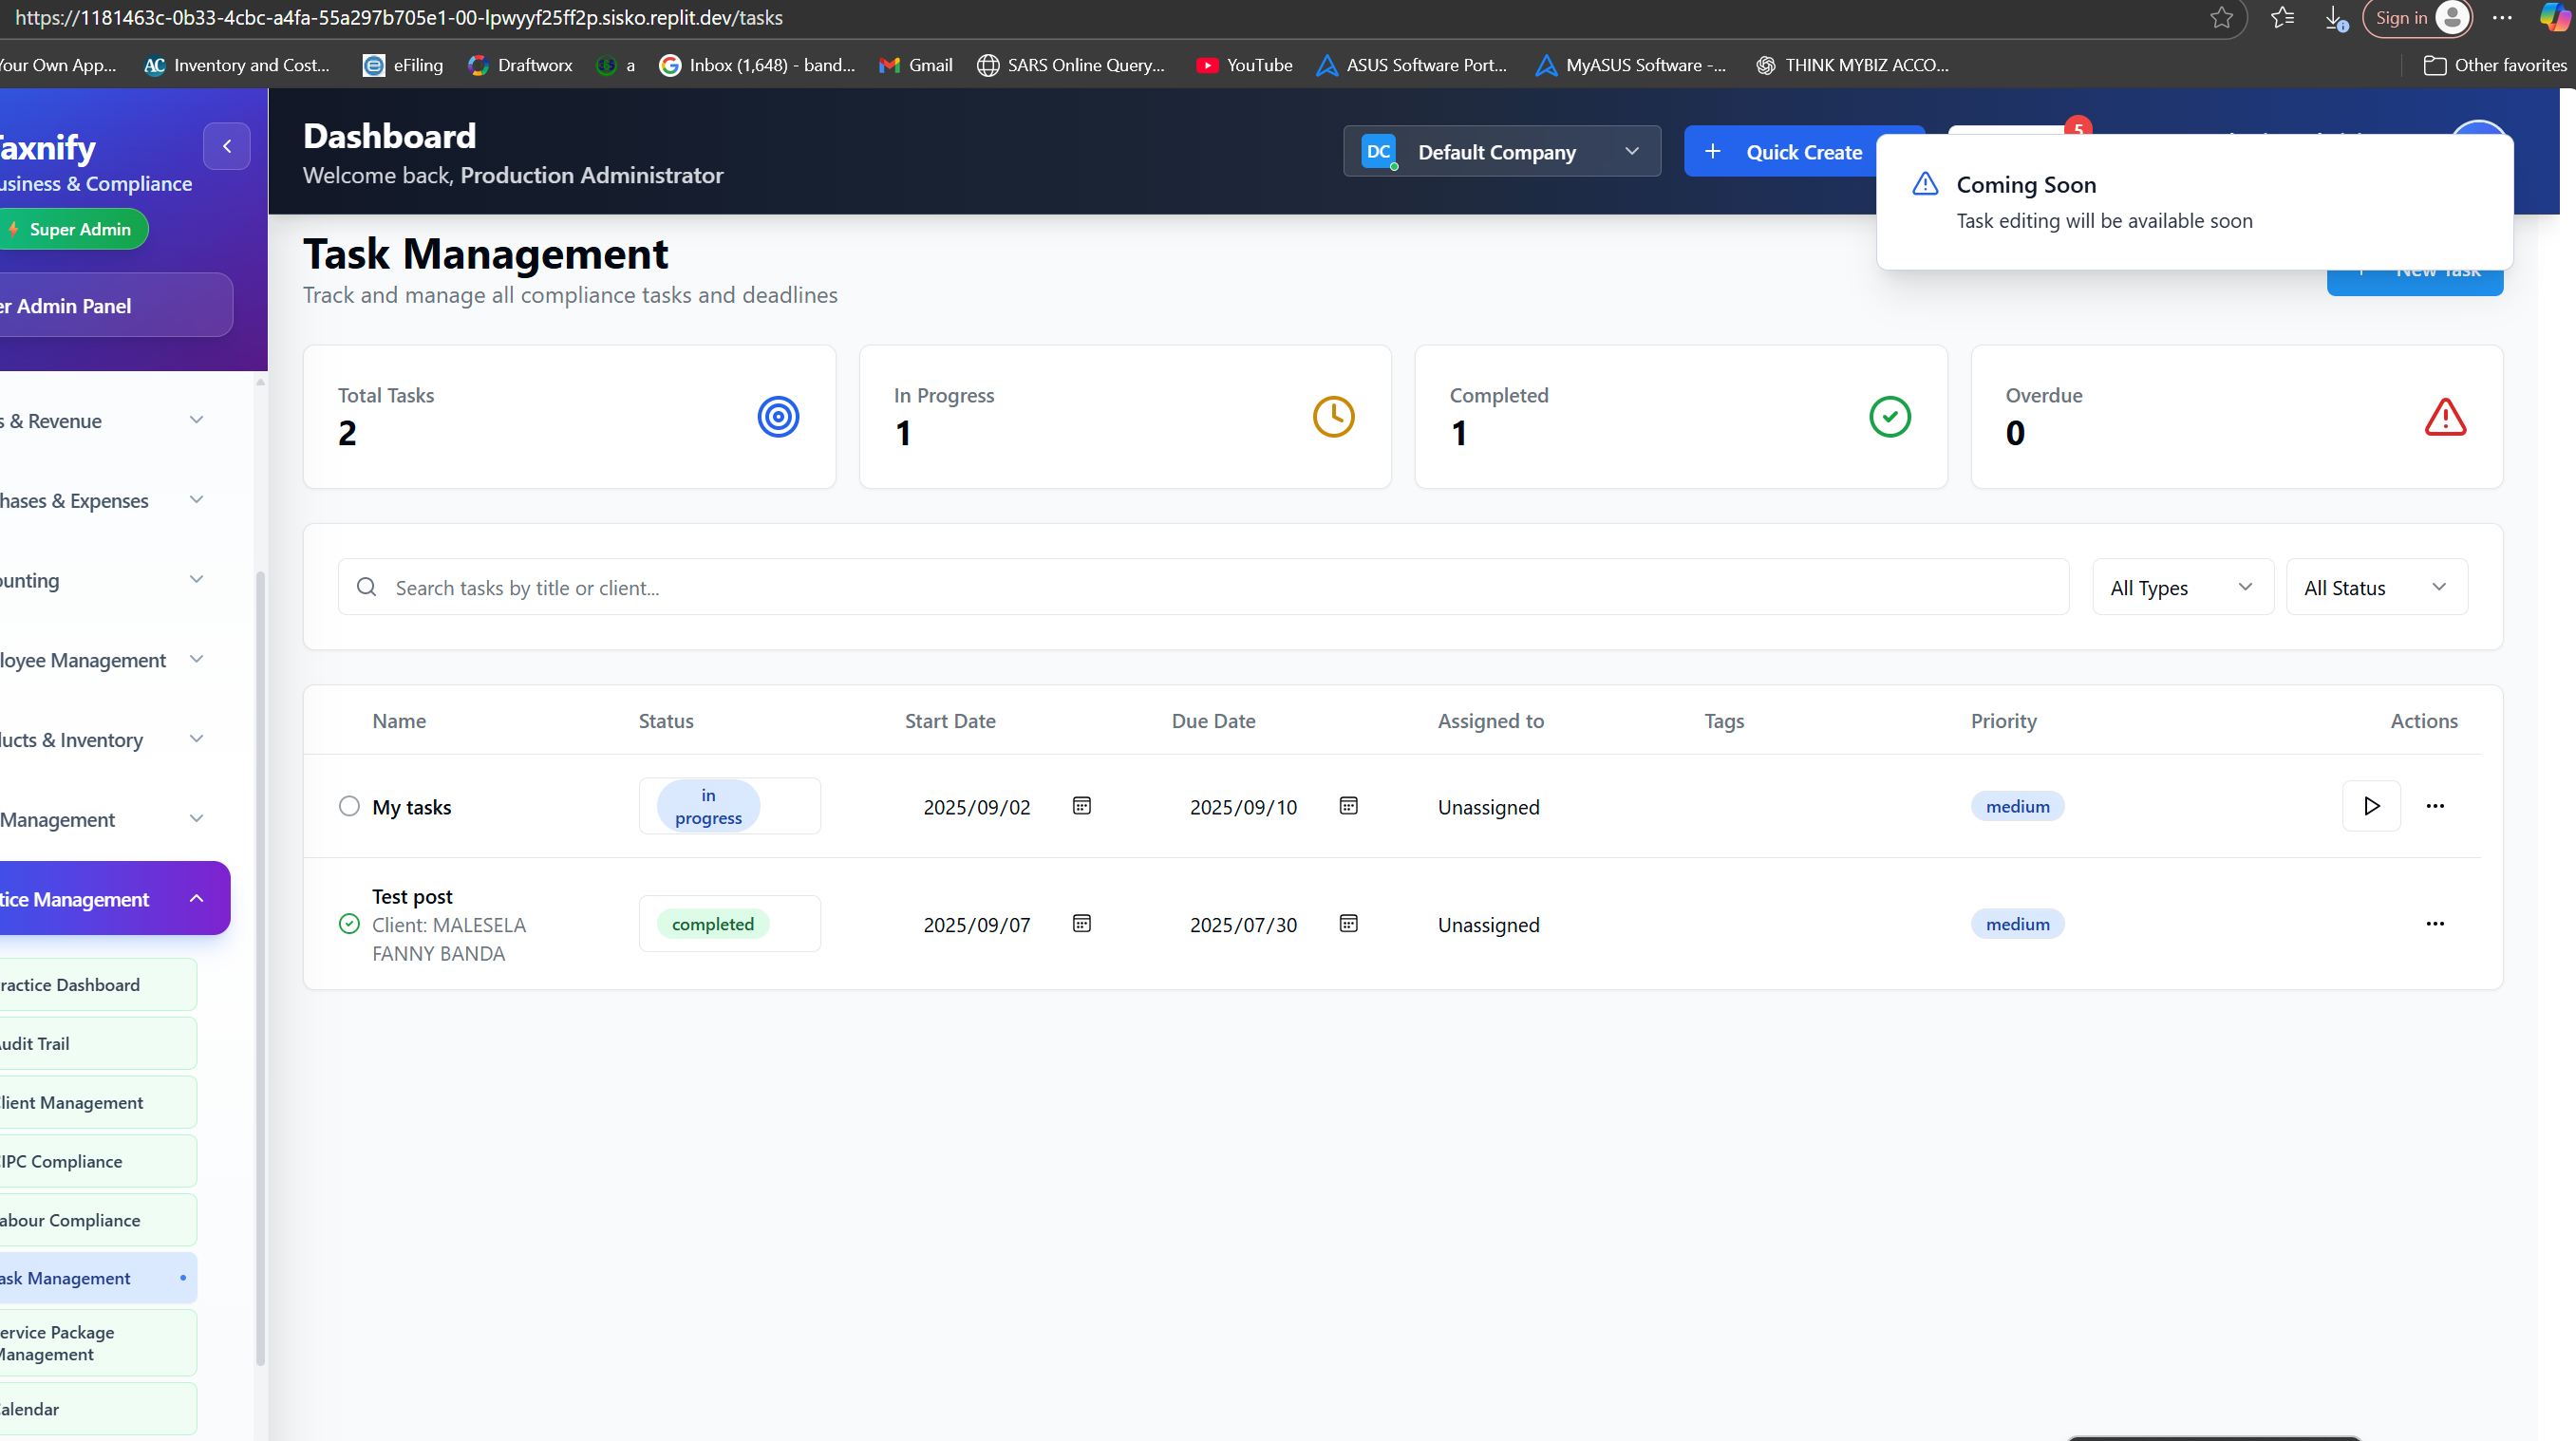 https://1181463c-0b33-4cbc-a4fa-55a297b705e1-00-lpwyyf25ff2p.sisko.replit.dev/tasks
Sign in
Your Own App...
AC Inventory and Cost...
eFiling
Draftworx
a
Inbox (1,648) - band...
Gmail
SARS Online Query...
YouTube
ASUS Software Port...
MyASUS Software -...
THINK MYBIZ ACCO...
Other favorites
axnify
usiness & Compliance
Super Admin
er Admin Panel
s & Revenue
hases & Expenses
ounting
loyee Management
ducts & Inventory
Management
tice Management
ractice Dashboard
udit Trail
lient Management
IPC Compliance
abour Compliance
ask Management
ervice Package
Management
alendar
Dashboard
Welcome back, Production Administrator
DC Default Company
+ Quick Create
5
Coming Soon
Task editing will be available soon
+ New Task
Task Management
Track and manage all compliance tasks and deadlines
Total Tasks
2
In Progress
1
Completed
1
Overdue
0
Search tasks by title or client...
All Types
All Status
Name Status Start Date Due Date Assigned to Tags Priority Actions
My tasks
in
progress
2025/09/02
2025/09/10
Unassigned
medium
Test post
Client: MALESELA
FANNY BANDA
completed
2025/09/07
2025/07/30
Unassigned
medium